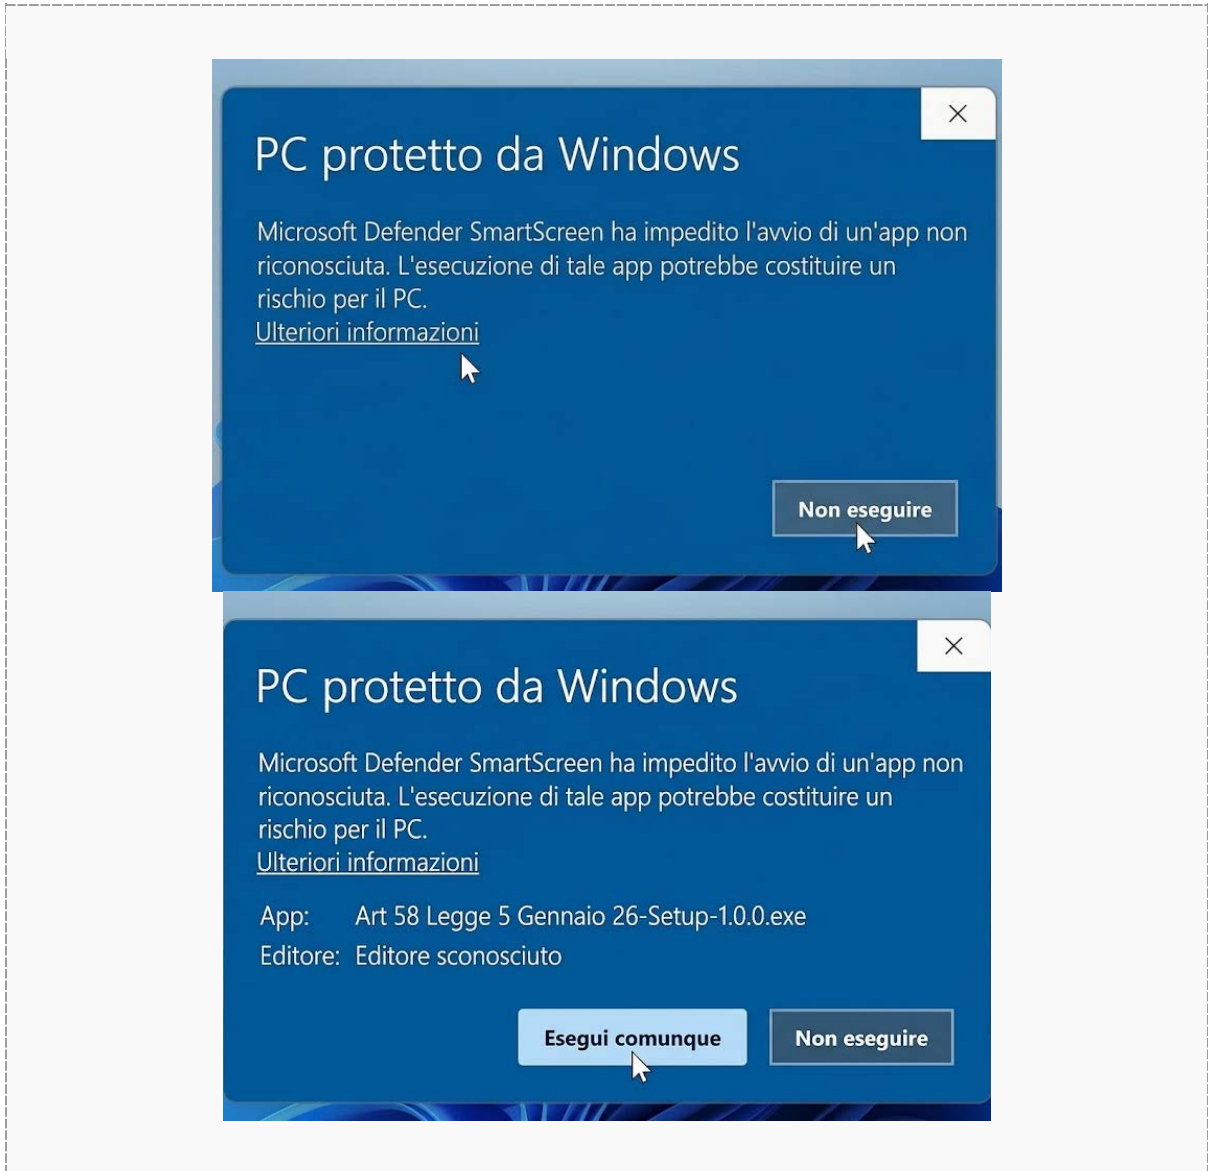 PC protetto da Windows
Microsoft Defender SmartScreen ha impedito l'avvio di un'app non
riconosciuta. L'esecuzione di tale app potrebbe costituire un
rischio per il PC.
Ulteriori informazioni
Non eseguire
PC protetto da Windows
Microsoft Defender SmartScreen ha impedito l'avvio di un'app non
riconosciuta. L'esecuzione di tale app potrebbe costituire un
rischio per il PC.
Ulteriori informazioni
App: Art 58 Legge 5 Gennaio 26-Setup-1.0.0.exe
Editore: Editore sconosciuto
Esegui comunque Non eseguire